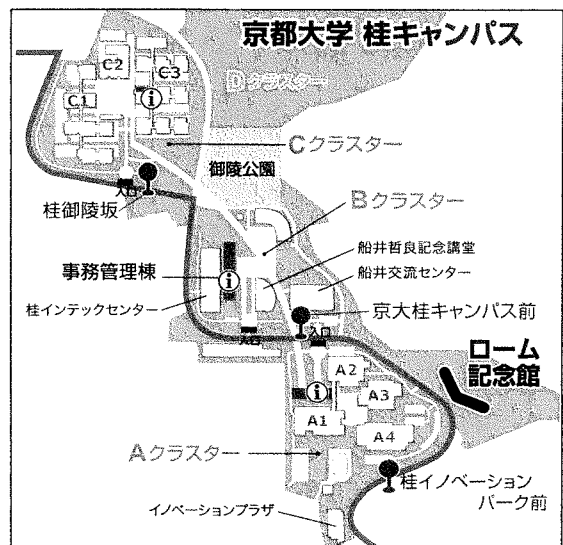 京都大学 桂キャンパス
C2
C3
C1
i
Dクラスター
Cクラスター
御陵公園
入口
桂御陵坂
Bクラスター
船井哲良記念講堂
船井交流センター
事務管理棟
i
桂インテックセンター
京大桂キャンパス前
入口
入口
ローム
記念館
A2
A3
i
A1
A4
Aクラスター
桂イノベーション
パーク前
イノベーションプラザ